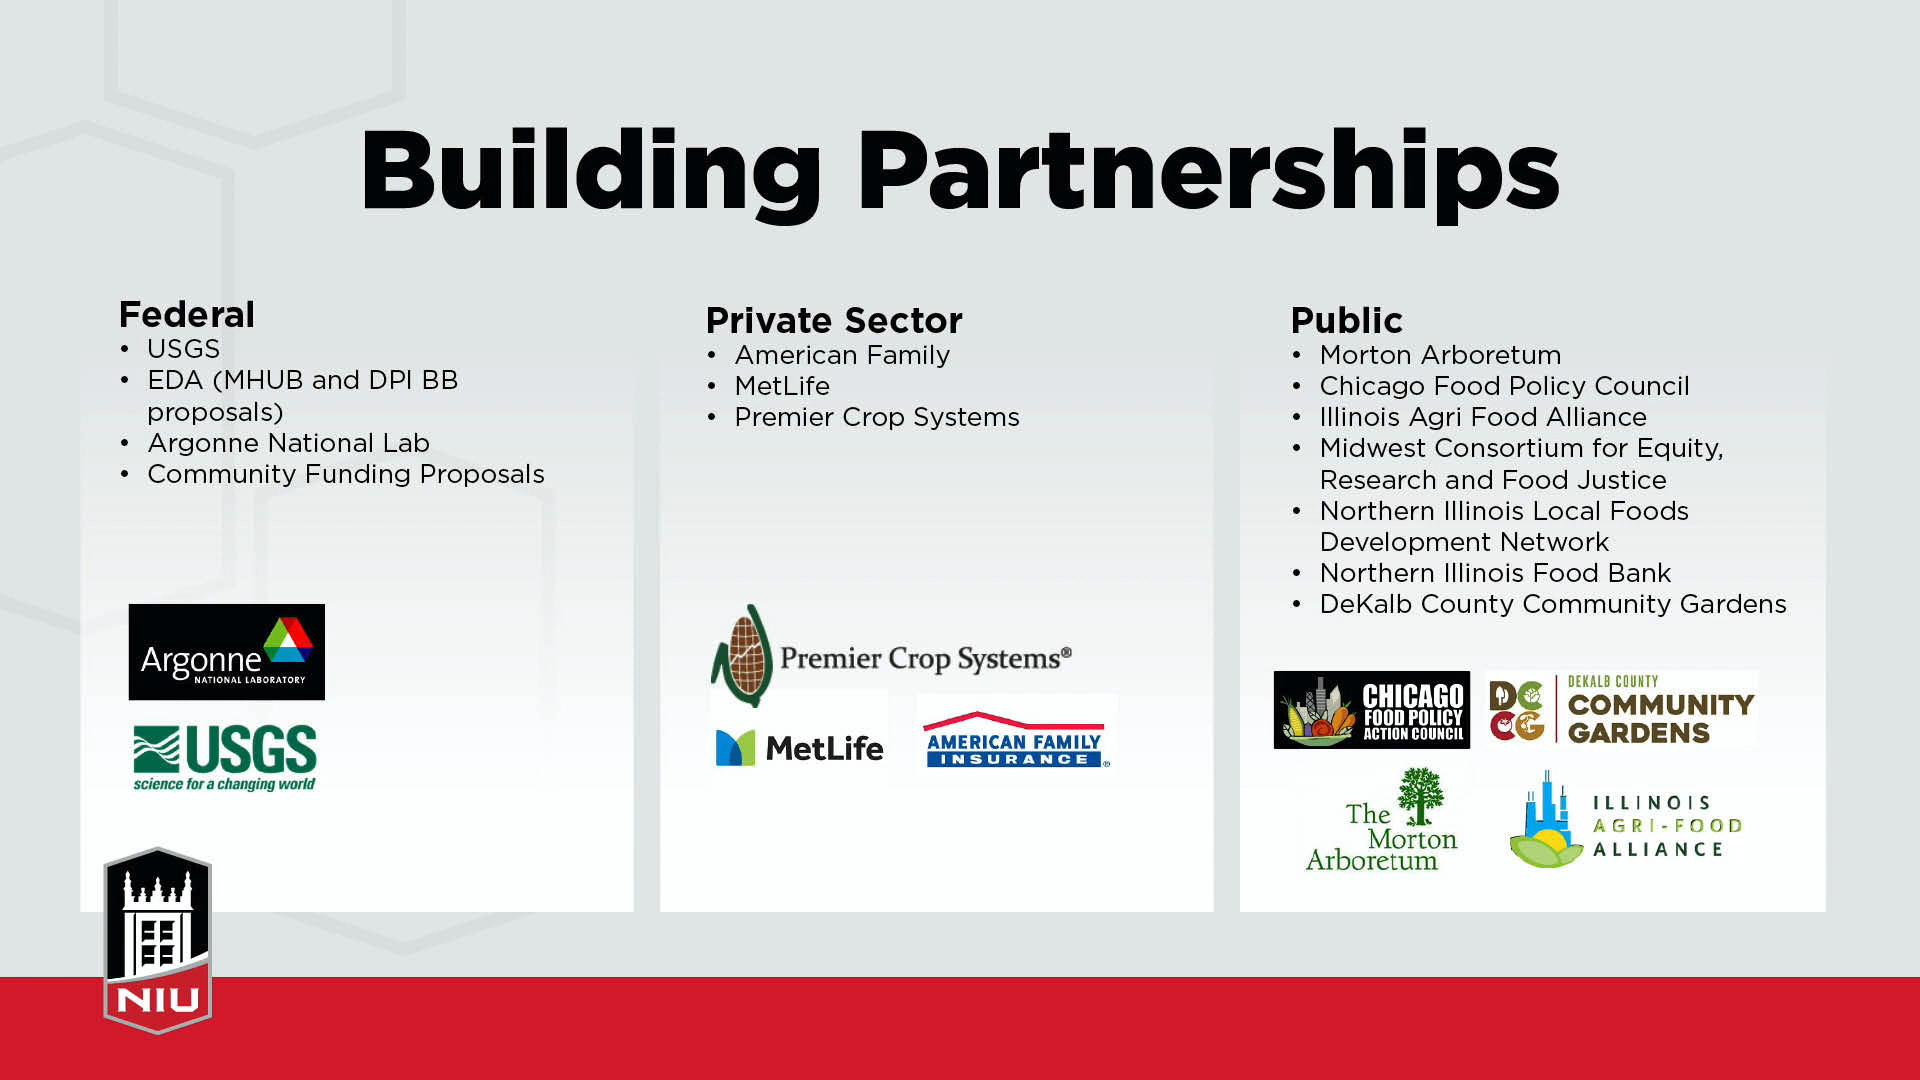 Building Partnerships
Federal
• USGS
• EDA (MHUB and DPI BB
proposals)
• Argonne National Lab
• Community Funding Proposals
Argonne
NATIONAL LABORATORY
USGS
science for a changing world
Private Sector
• American Family
• MetLife
• Premier Crop Systems
Premier Crop Systems®
MetLife
AMERICAN FAMILY
INSURANCE®
Public
• Morton Arboretum
• Chicago Food Policy Council
• Illinois Agri Food Alliance
• Midwest Consortium for Equity,
Research and Food Justice
• Northern Illinois Local Foods
Development Network
• Northern Illinois Food Bank
• DeKalb County Community Gardens
CHICAGO
FOOD POLICY
ACTION COUNCIL
DCCG
DEKALB COUNTY
COMMUNITY
GARDENS
The
Morton
Arboretum
ILLINOIS
AGRI-FOOD
ALLIANCE
NIU